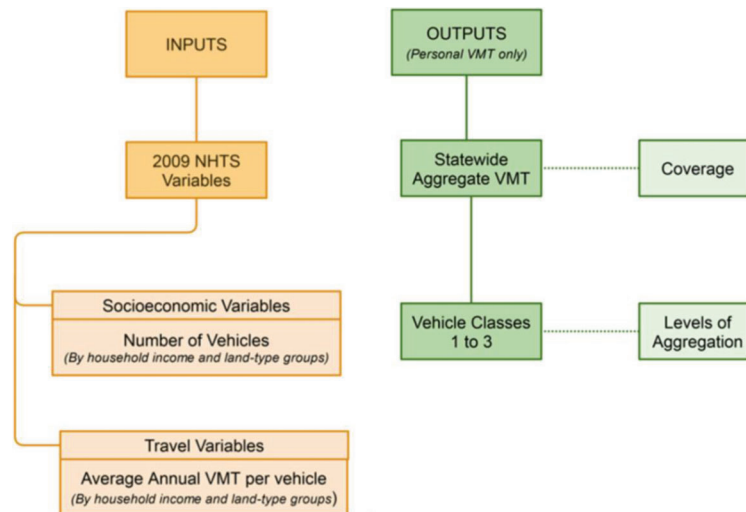 INPUTS
2009 NHTS
Variables
Socioeconomic Variables
Number of Vehicles
(By household income and land-type groups)
Travel Variables
Average Annual VMT per vehicle
(By household income and land-type groups)
OUTPUTS
(Personal VMT only)
Statewide
Aggregate VMT
Coverage
Vehicle Classes
1 to 3
Levels of
Aggregation